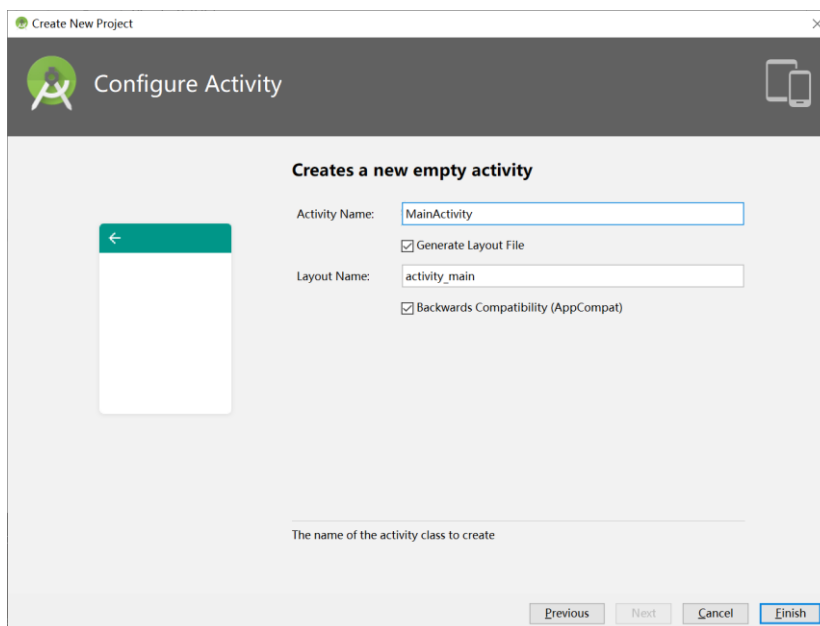 Create New Project
Configure Activity
Creates a new empty activity
Activity Name: MainActivity
Generate Layout File
Layout Name: activity_main
Backwards Compatibility (AppCompat)
The name of the activity class to create
Previous Next Cancel Finish